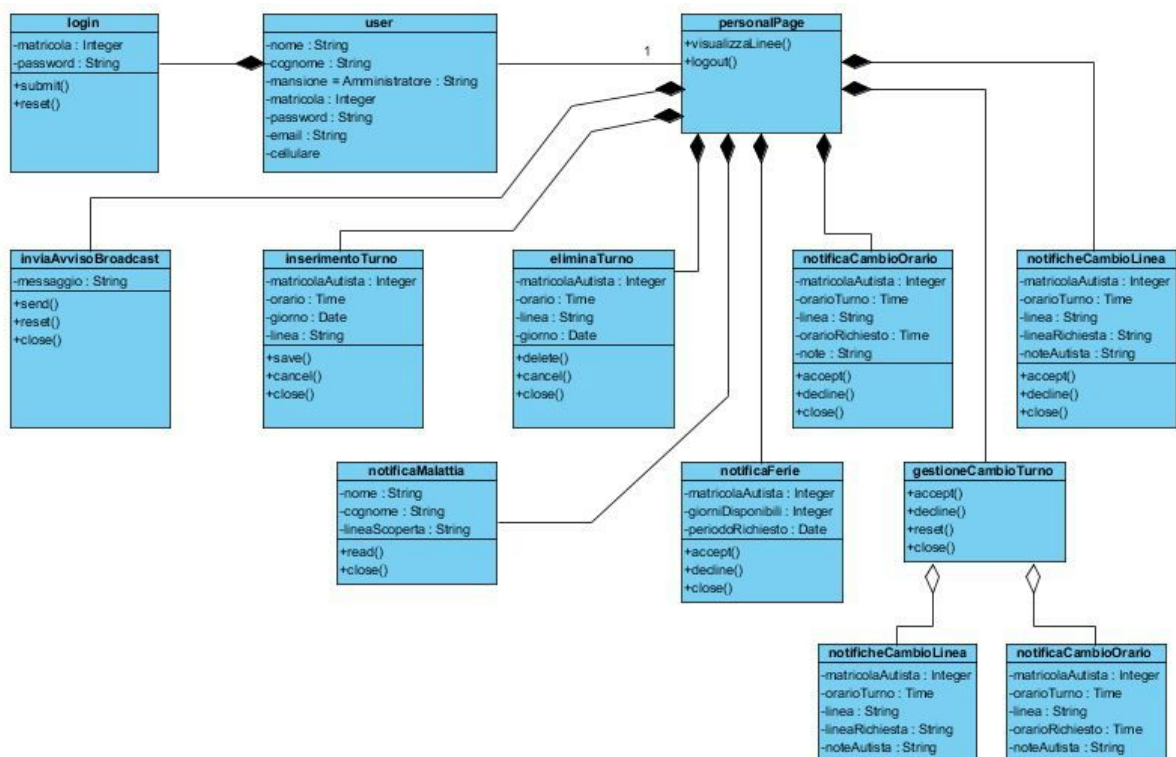 login
-matricola : Integer
-password : String
+submit()
+reset()
user
-nome : String
-cognome : String
-mansione = Amministratore : String
-matricola : Integer
-password : String
-email : String
-cellulare
1
personalPage
+visualizzaLinee()
+logout()
inviaAvvisoBroadcast
-messaggio : String
+send()
+reset()
+close()
inserimentoTurno
-matricolaAutista : Integer
-orario : Time
-giorno : Date
-linea : String
+save()
+cancel()
+close()
eliminaTurno
-matricolaAutista : Integer
-orario : Time
-linea : String
-giorno : Date
+delete()
+cancel()
+close()
notificaCambioOrario
-matricolaAutista : Integer
-orarioTurno : Time
-linea : String
-orarioRichiesto : Time
-note : String
+accept()
+decline()
+close()
notificheCambioLinea
-matricolaAutista : Integer
-orarioTurno : Time
-linea : String
-lineaRichiesta : String
-noteAutista : String
+accept()
+decline()
+close()
notificaMalattia
-nome : String
-cognome : String
-lineaScoperta : String
+read()
+close()
notificaFerie
-matricolaAutista : Integer
-giorniDisponibili : Integer
-periodoRichiesto : Date
+accept()
+decline()
+close()
gestioneCambioTurno
+accept()
+decline()
+reset()
+close()
notificheCambioLinea
-matricolaAutista : Integer
-orarioTurno : Time
-linea : String
-lineaRichiesta : String
-noteAutista : String
notificaCambioOrario
-matricolaAutista : Integer
-orarioTurno : Time
-linea : String
-orarioRichiesto : Time
-noteAutista : String